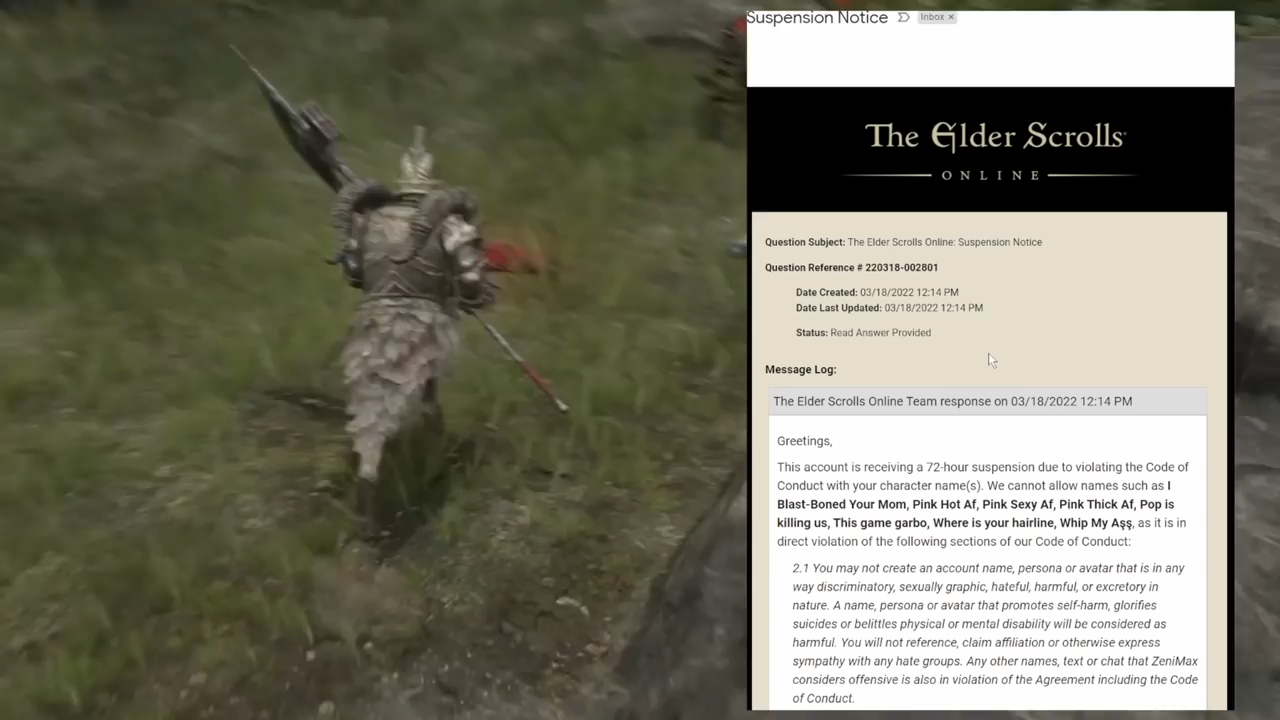 Suspension Notice
Inbox ×
The Elder Scrolls
ONLINE
Question Subject: The Elder Scrolls Online: Suspension Notice
Question Reference # 220318-002801
Date Created: 03/18/2022 12:14 PM
Date Last Updated: 03/18/2022 12:14 PM
Status: Read Answer Provided
Message Log:
The Elder Scrolls Online Team response on 03/18/2022 12:14 PM
Greetings,
This account is receiving a 72-hour suspension due to violating the Code of
Conduct with your character name(s). We cannot allow names such as I
Blast-Boned Your Mom, Pink Hot Af, Pink Sexy Af, Pink Thick Af, Pop is
killing us, This game garbo, Where is your hairline, Whip My Aşş, as it is in
direct violation of the following sections of our Code of Conduct:
2.1 You may not create an account name, persona or avatar that is in any
way discriminatory, sexually graphic, hateful, harmful, or excretory in
nature. A name, persona or avatar that promotes self-harm, glorifies
suicides or belittles physical or mental disability will be considered as
harmful. You will not reference, claim affiliation or otherwise express
sympathy with any hate groups. Any other names, text or chat that ZeniMax
considers offensive is also in violation of the Agreement including the Code
of Conduct.